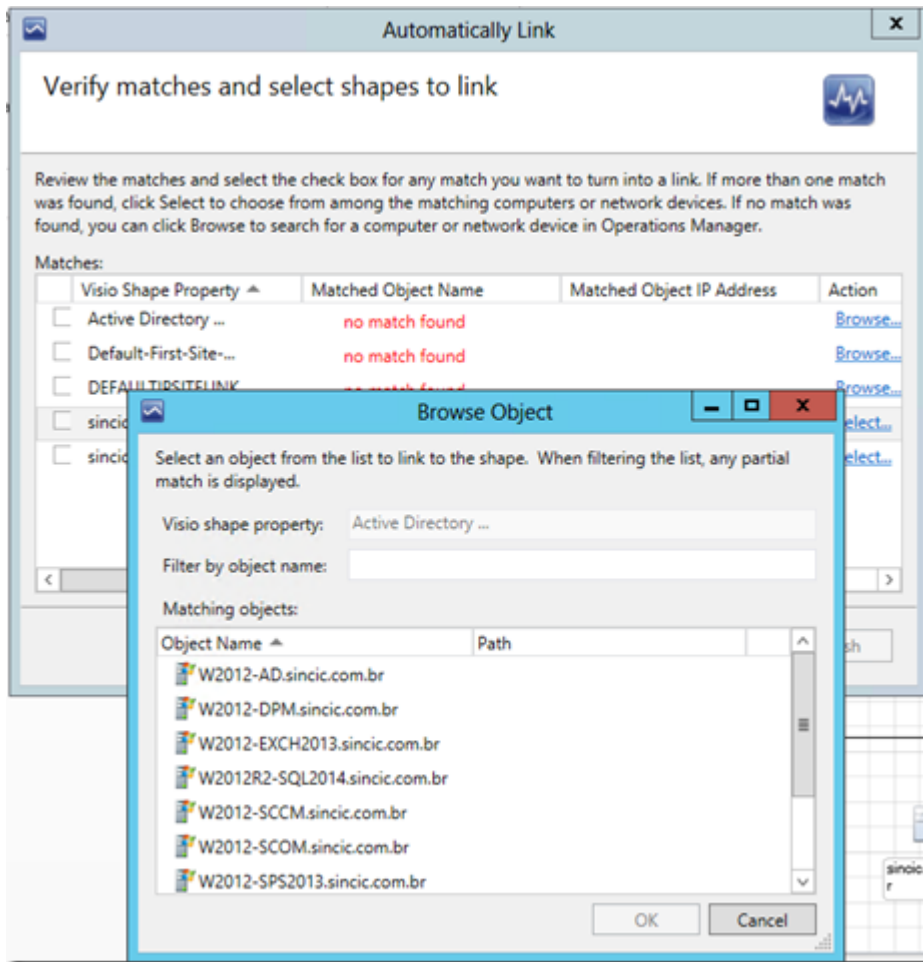 Automatically Link
Verify matches and select shapes to link
Review the matches and select the check box for any match you want to turn into a link. If more than one match
was found, click Select to choose from among the matching computers or network devices. If no match was
found, you can click Browse to search for a computer or network device in Operations Manager.
Matches:
Visio Shape Property Matched Object Name Matched Object IP Address Action
Active Directory ... no match found Browse...
Default-First-Site-... no match found Browse...
DEFAULTIPSITELINK no match found Browse...
Browse Object
Select an object from the list to link to the shape. When filtering the list, any partial
match is displayed.
Visio shape property: Active Directory ...
Filter by object name:
Matching objects:
Object Name Path
W2012-AD.sincic.com.br
W2012-DPM.sincic.com.br
W2012-EXCH2013.sincic.com.br
W2012R2-SQL2014.sincic.com.br
W2012-SCCM.sincic.com.br
W2012-SCOM.sincic.com.br
W2012-SPS2013.sincic.com.br
OK Cancel